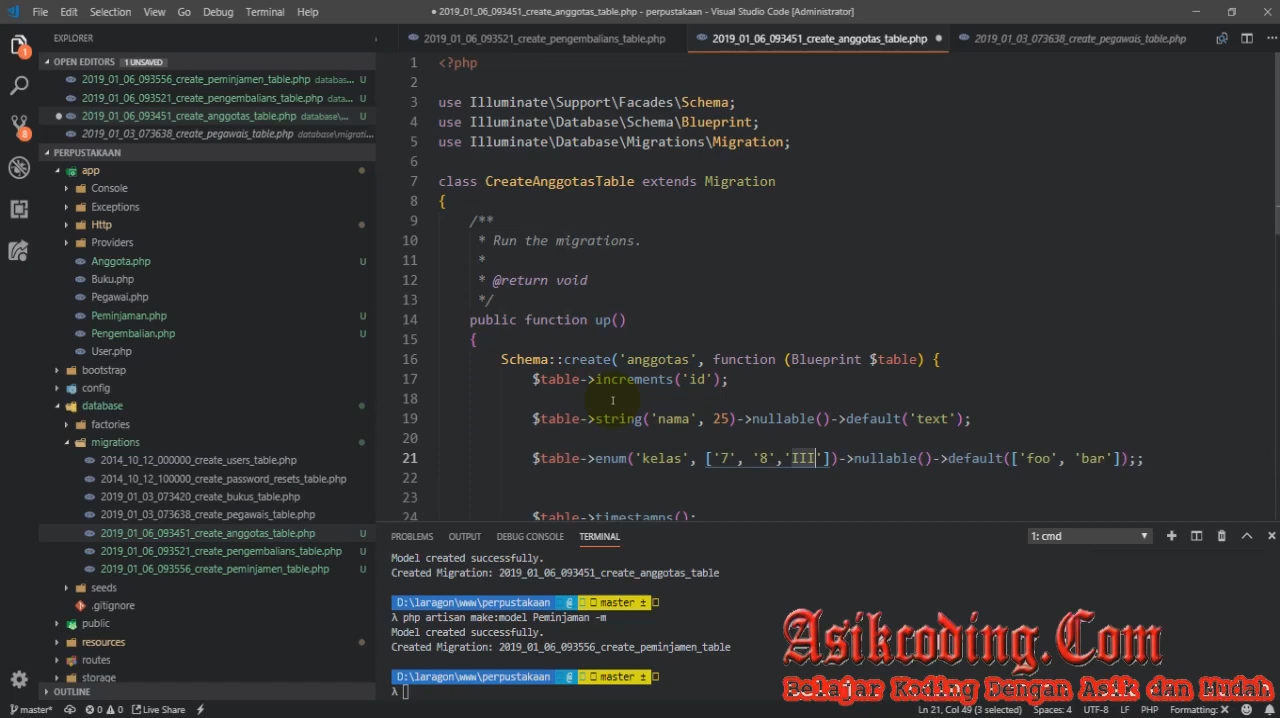 File Edit Selection View Go Debug Terminal Help
● 2019_01_06_093451_create_anggotas_table.php - perpustakaan - Visual Studio Code [Administrator]
EXPLORER
2019_01_06_093521_create_pengembalians_table.php
2019_01_06_093451_create_anggotas_table.php ●
2019_01_03_073638_create_pegawais_table.php
OPEN EDITORS 1 UNSAVED
2019_01_06_093556_create_peminjamen_table.php databas... U
2019_01_06_093521_create_pengembalians_table.php data... U
● 2019_01_06_093451_create_anggotas_table.php database\... U
2019_01_03_073638_create_pegawais_table.php database\migratio...
PERPUSTAKAAN
app
Console
Exceptions
Http
Providers
Anggota.php U
Buku.php
Pegawai.php
Peminjaman.php U
Pengembalian.php U
User.php
bootstrap
config
database
factories
migrations
2014_10_12_000000_create_users_table.php
2014_10_12_100000_create_password_resets_table.php
2019_01_03_073420_create_bukus_table.php
2019_01_03_073638_create_pegawais_table.php
2019_01_06_093451_create_anggotas_table.php U
2019_01_06_093521_create_pengembalians_table.php U
2019_01_06_093556_create_peminjamen_table.php U
seeds
.gitignore
public
resources
routes
storage
OUTLINE
1 <?php
2
3 use Illuminate\Support\Facades\Schema;
4 use Illuminate\Database\Schema\Blueprint;
5 use Illuminate\Database\Migrations\Migration;
6
7 class CreateAnggotasTable extends Migration
8 {
9 /**
10 * Run the migrations.
11 *
12 * @return void
13 */
14 public function up()
15 {
16 Schema::create('anggotas', function (Blueprint $table) {
17 $table->increments('id');
18
19 $table->string('nama', 25)->nullable()->default('text');
20
21 $table->enum('kelas', ['7', '8','III'])->nullable()->default(['foo', 'bar']);;
22
23
24 $table->timestamps();
PROBLEMS OUTPUT DEBUG CONSOLE TERMINAL 1: cmd
Model created successfully.
Created Migration: 2019_01_06_093451_create_anggotas_table
D:\laragon\www\perpustakaan @ master ±
λ php artisan make:model Peminjaman -m
Model created successfully.
Created Migration: 2019_01_06_093556_create_peminjamen_table
D:\laragon\www\perpustakaan @ master ±
λ
Asikcoding.Com
Belajar Koding Dengan Asik dan Mudah
master* 0 0 Live Share Ln 21, Col 49 (3 selected) Spaces: 4 UTF-8 LF PHP Formatting: ×